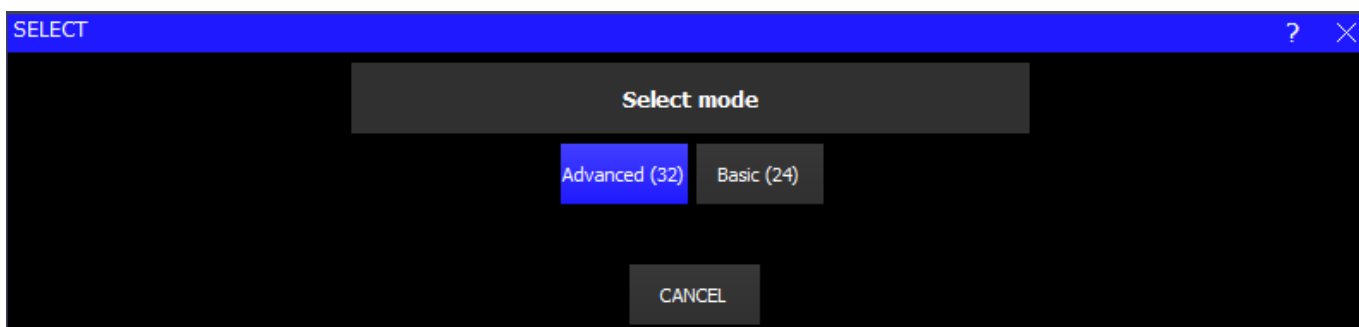 SELECT ?
Select mode
Advanced (32) Basic (24)
CANCEL